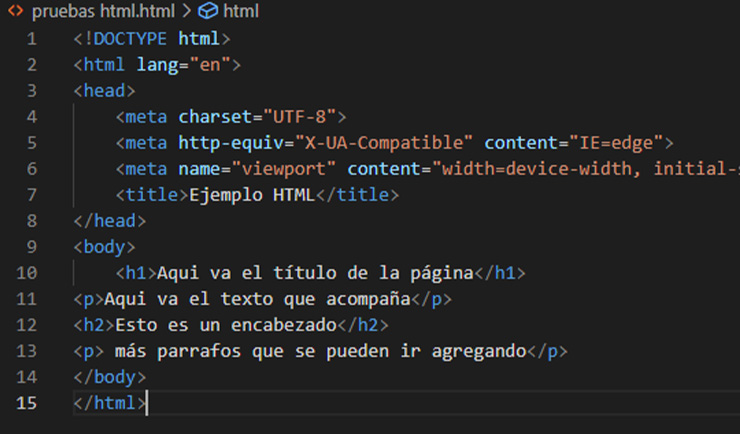 <> pruebas html.html > html
1 <!DOCTYPE html>
2 <html lang="en">
3 <head>
4 <meta charset="UTF-8">
5 <meta http-equiv="X-UA-Compatible" content="IE=edge">
6 <meta name="viewport" content="width=device-width, initial-s
7 <title>Ejemplo HTML</title>
8 </head>
9 <body>
10 <h1>Aqui va el título de la página</h1>
11 <p>Aqui va el texto que acompaña</p>
12 <h2>Esto es un encabezado</h2>
13 <p> más parrafos que se pueden ir agregando</p>
14 </body>
15 </html>